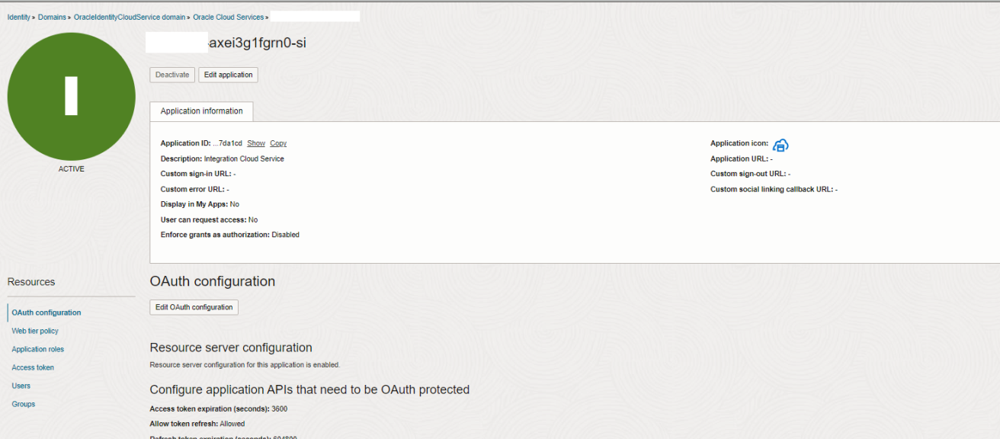 Identity » Domains » OracleIdentityCloudService domain » Oracle Cloud Services »
-axei3g1fgrn0-si
Deactivate Edit application
Application information
I
ACTIVE
Application ID: ...7da1cd Show Copy
Description: Integration Cloud Service
Custom sign-in URL: -
Custom error URL: -
Display in My Apps: No
User can request access: No
Enforce grants as authorization: Disabled
Application icon:
Application URL: -
Custom sign-out URL: -
Custom social linking callback URL: -
Resources
OAuth configuration
Web tier policy
Application roles
Access token
Users
Groups
OAuth configuration
Edit OAuth configuration
Resource server configuration
Resource server configuration for this application is enabled.
Configure application APIs that need to be OAuth protected
Access token expiration (seconds): 3600
Allow token refresh: Allowed
Refresh token expiration (seconds): 604800